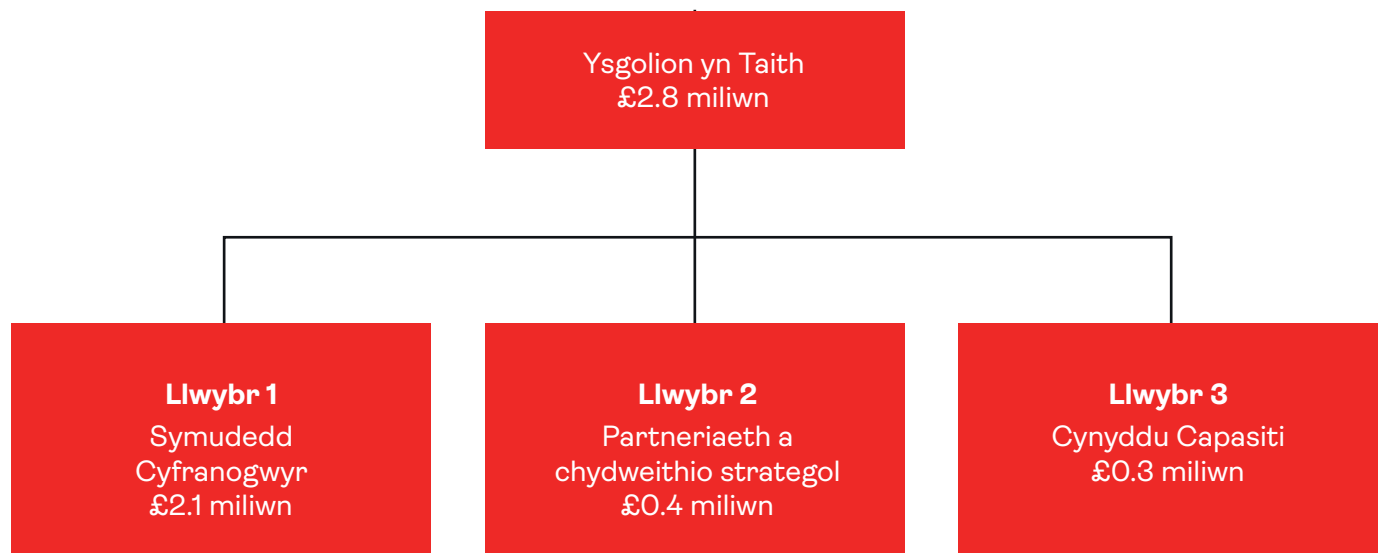 Ysgolion yn Taith
£2.8 miliwn
Llwybr 1
Symudedd
Cyfranogwyr
£2.1 miliwn
Llwybr 2
Partneriaeth a
chydweithio strategol
£0.4 miliwn
Llwybr 3
Cynyddu Capasiti
£0.3 miliwn